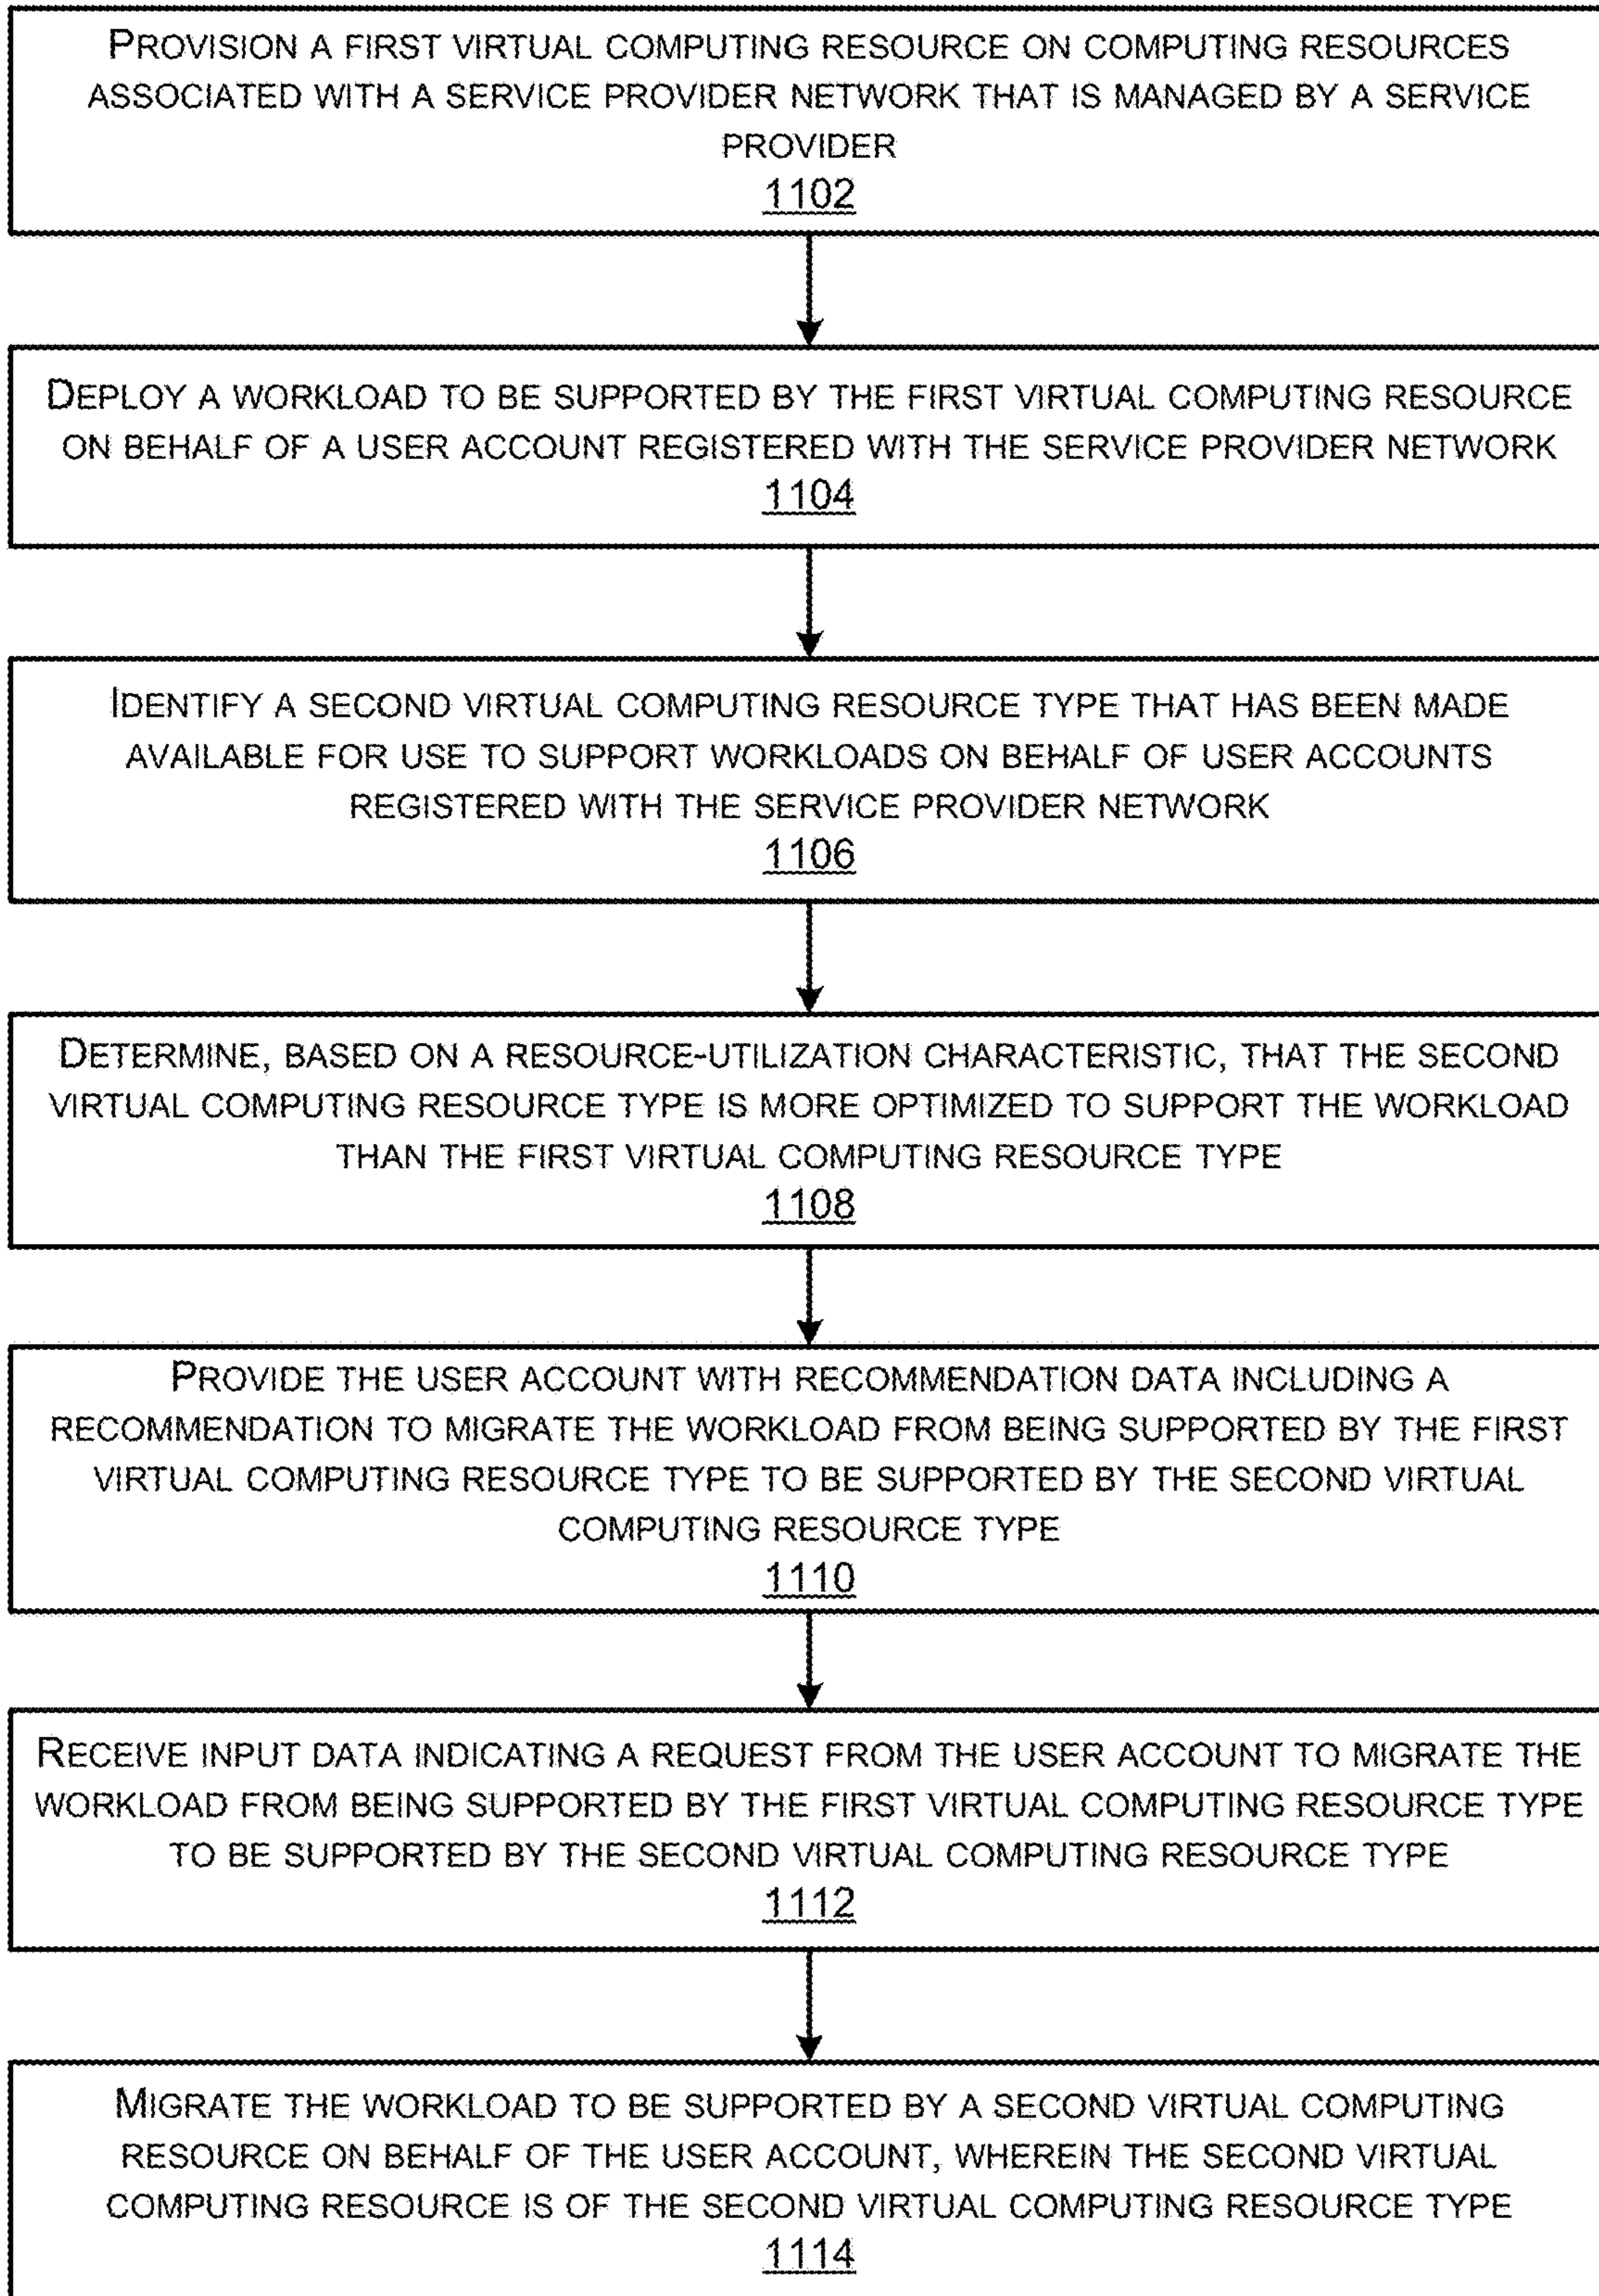 PROVISION A FIRST VIRTUAL COMPUTING RESOURCE ON COMPUTING RESOURCES
ASSOCIATED WITH A SERVICE PROVIDER NETWORK THAT IS MANAGED BY A SERVICE
PROVIDER
1102
DEPLOY A WORKLOAD TO BE SUPPORTED BY THE FIRST VIRTUAL COMPUTING RESOURCE
ON BEHALF OF A USER ACCOUNT REGISTERED WITH THE SERVICE PROVIDER NETWORK
1104
IDENTIFY A SECOND VIRTUAL COMPUTING RESOURCE TYPE THAT HAS BEEN MADE
AVAILABLE FOR USE TO SUPPORT WORKLOADS ON BEHALF OF USER ACCOUNTS
REGISTERED WITH THE SERVICE PROVIDER NETWORK
1106
DETERMINE, BASED ON A RESOURCE-UTILIZATION CHARACTERISTIC, THAT THE SECOND
VIRTUAL COMPUTING RESOURCE TYPE IS MORE OPTIMIZED TO SUPPORT THE WORKLOAD
THAN THE FIRST VIRTUAL COMPUTING RESOURCE TYPE
1108
PROVIDE THE USER ACCOUNT WITH RECOMMENDATION DATA INCLUDING A
RECOMMENDATION TO MIGRATE THE WORKLOAD FROM BEING SUPPORTED BY THE FIRST
VIRTUAL COMPUTING RESOURCE TYPE TO BE SUPPORTED BY THE SECOND VIRTUAL
COMPUTING RESOURCE TYPE
1110
RECEIVE INPUT DATA INDICATING A REQUEST FROM THE USER ACCOUNT TO MIGRATE THE
WORKLOAD FROM BEING SUPPORTED BY THE FIRST VIRTUAL COMPUTING RESOURCE TYPE
TO BE SUPPORTED BY THE SECOND VIRTUAL COMPUTING RESOURCE TYPE
1112
MIGRATE THE WORKLOAD TO BE SUPPORTED BY A SECOND VIRTUAL COMPUTING
RESOURCE ON BEHALF OF THE USER ACCOUNT, WHEREIN THE SECOND VIRTUAL
COMPUTING RESOURCE IS OF THE SECOND VIRTUAL COMPUTING RESOURCE TYPE
1114